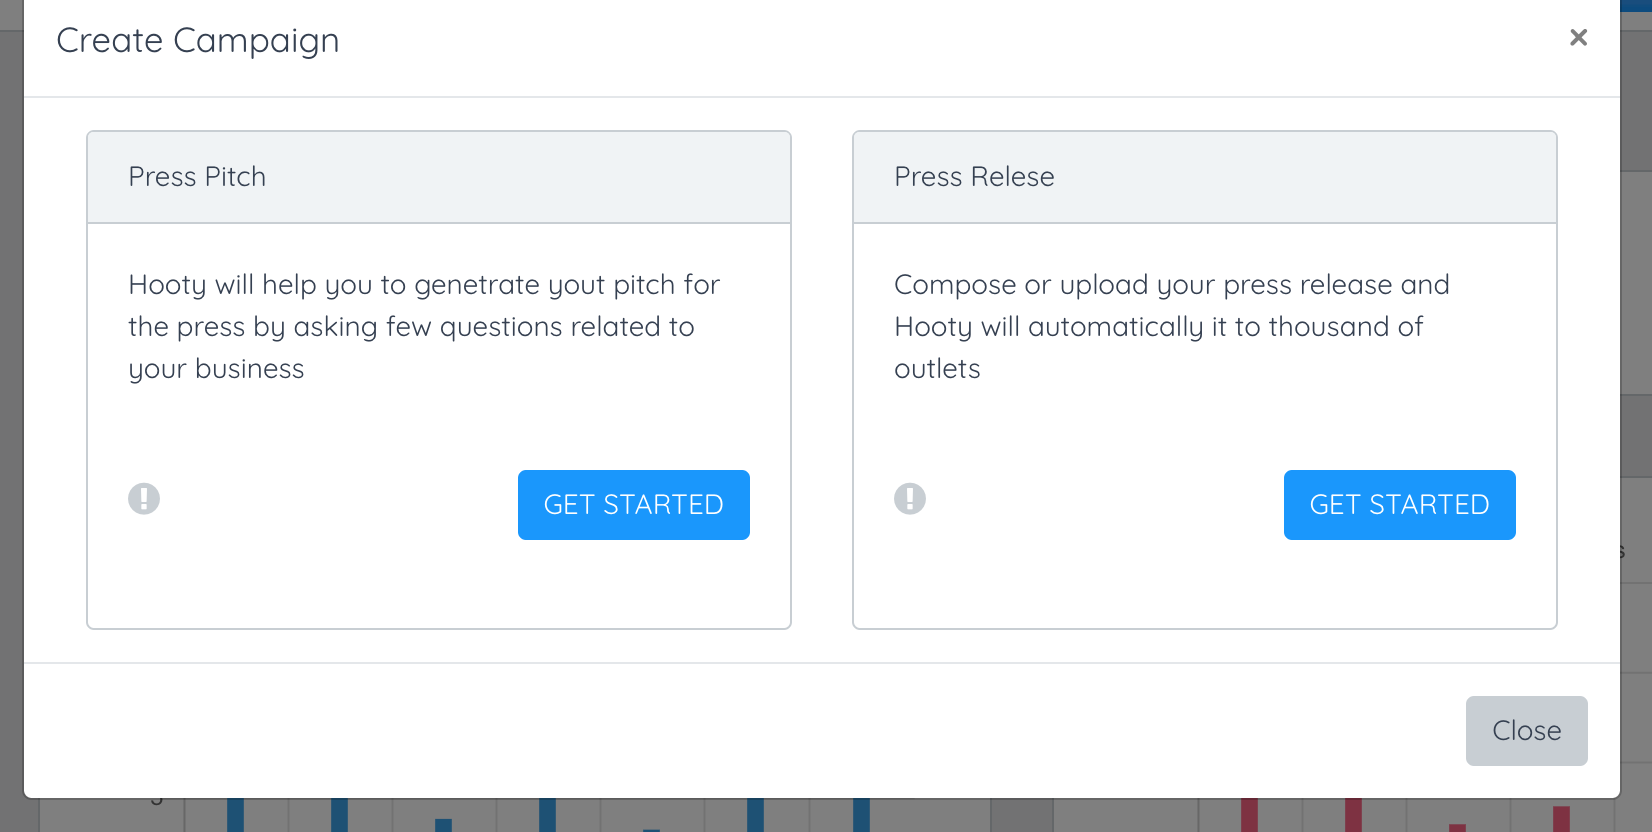 Create Campaign
×
Press Pitch
Hooty will help you to genetrate yout pitch for
the press by asking few questions related to
your business
GET STARTED
Press Relese
Compose or upload your press release and
Hooty will automatically it to thousand of
outlets
GET STARTED
Close